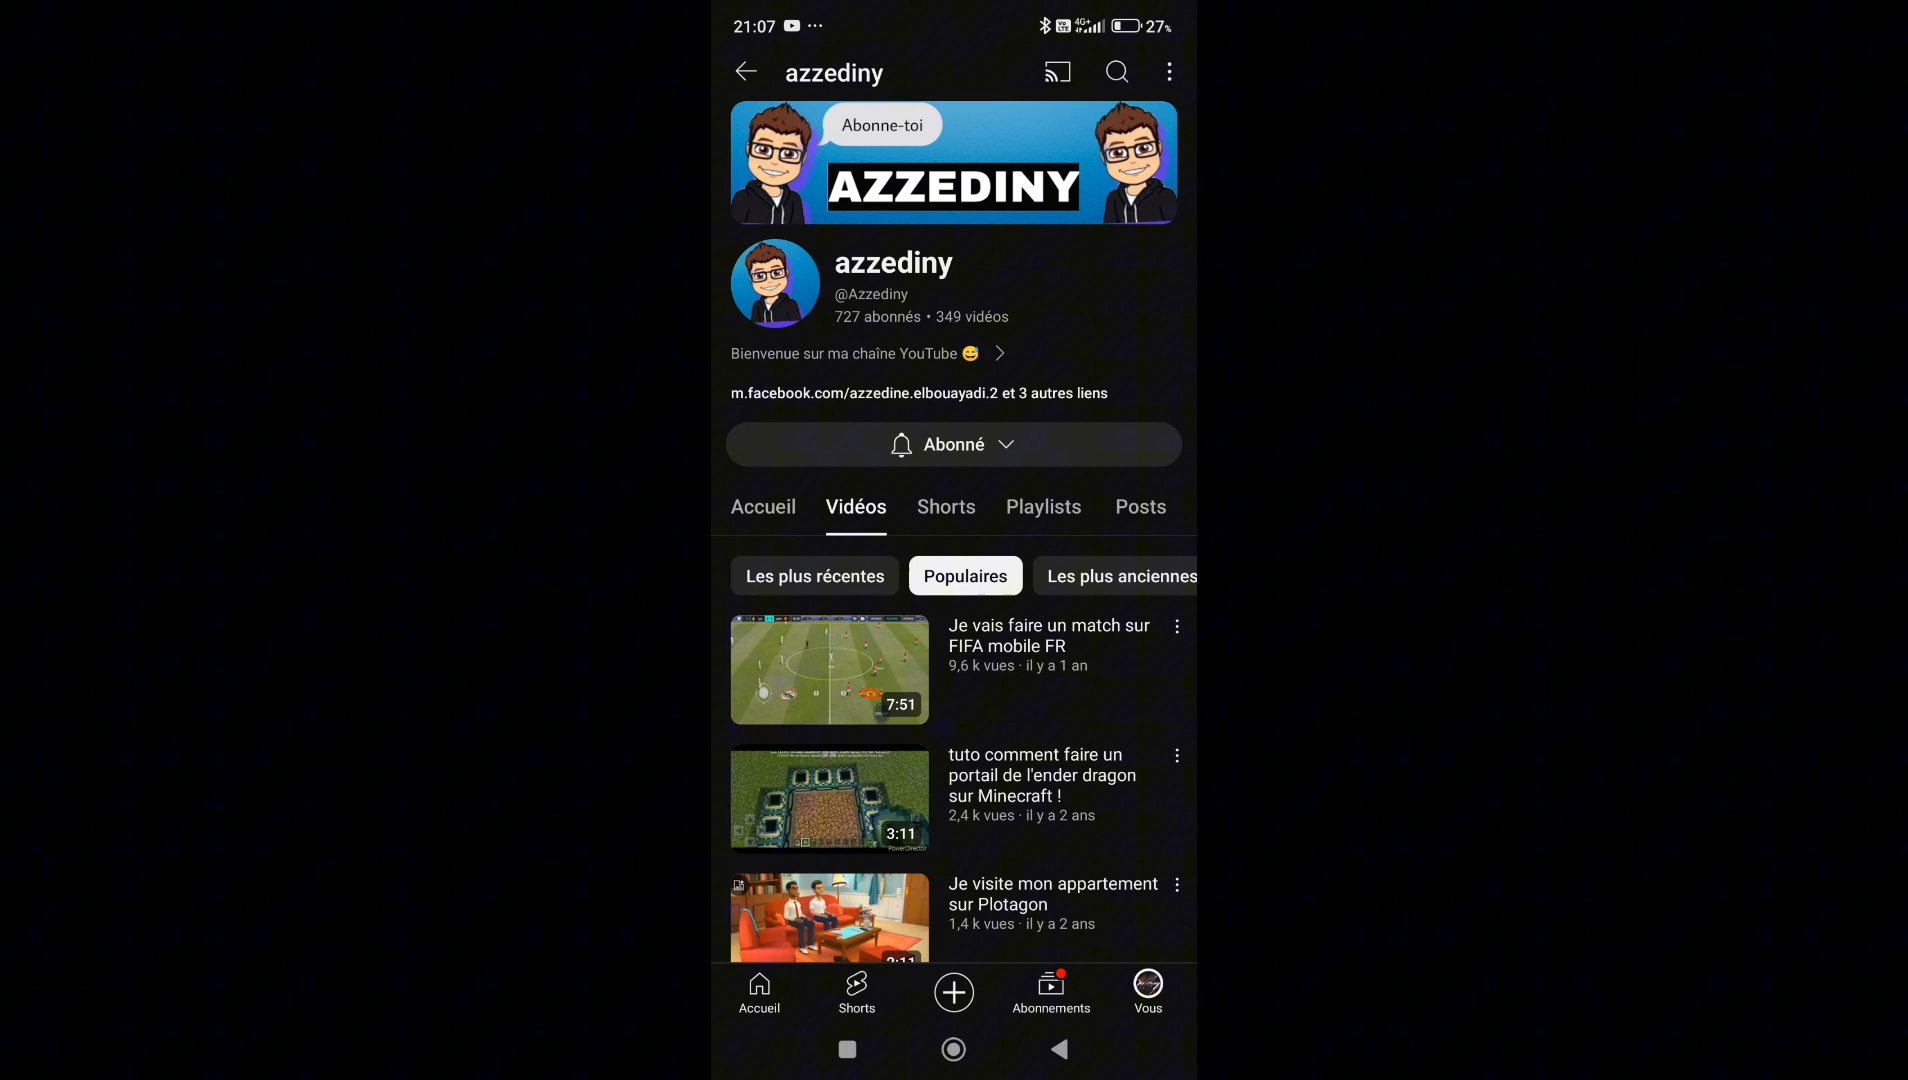 21:07
4G+ 27%
Vo LTE
azzediny
Abonne-toi
AZZEDINY
azzediny
@Azzediny
727 abonnés • 349 vidéos
Bienvenue sur ma chaîne YouTube 😅
m.facebook.com/azzedine.elbouayadi.2 et 3 autres liens
Abonné
Accueil Vidéos Shorts Playlists Posts
Les plus récentes Populaires Les plus anciennes
Je vais faire un match sur
FIFA mobile FR
9,6 k vues · il y a 1 an
7:51
tuto comment faire un
portail de l'ender dragon
sur Minecraft !
2,4 k vues · il y a 2 ans
3:11
PowerDirector
Je visite mon appartement
sur Plotagon
1,4 k vues · il y a 2 ans
Accueil Shorts Abonnements Vous